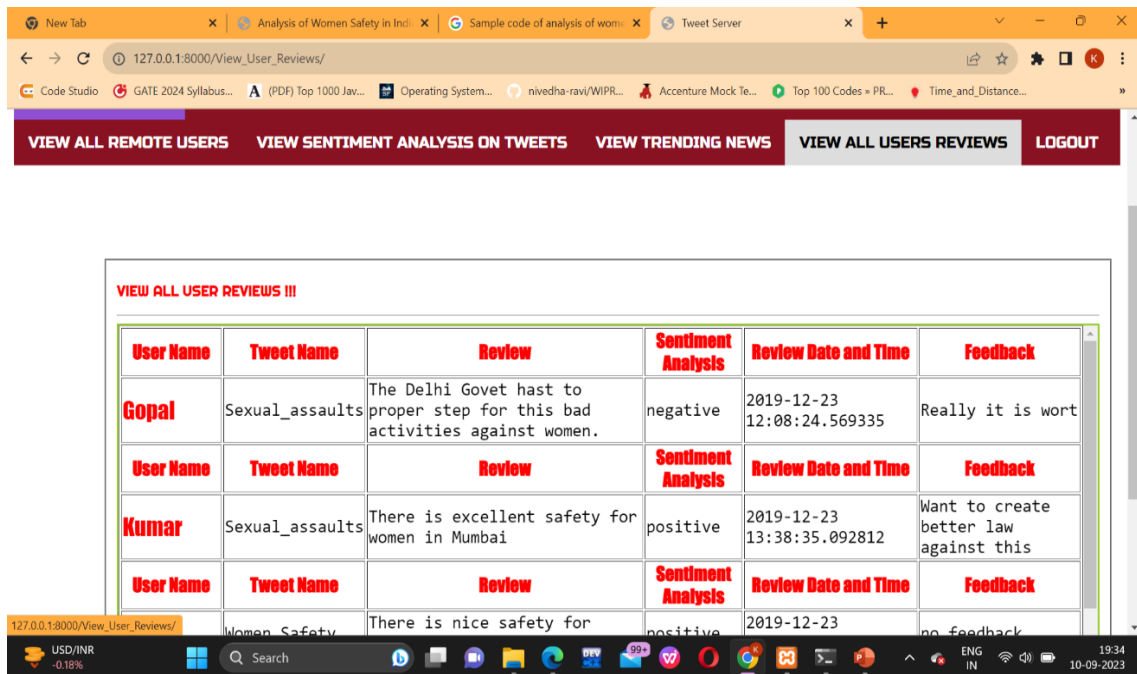 New Tab
Analysis of Women Safety in Indi
Sample code of analysis of wome
Tweet Server
127.0.0.1:8000/View_User_Reviews/
K
Code Studio
GATE 2024 Syllabus...
(PDF) Top 1000 Jav...
Operating System...
nivedha-ravi/WIPR...
Accenture Mock Te...
Top 100 Codes » PR...
Time_and_Distance...
»
VIEW ALL REMOTE USERS
VIEW SENTIMENT ANALYSIS ON TWEETS
VIEW TRENDING NEWS
VIEW ALL USERS REVIEWS
LOGOUT
VIEW ALL USER REVIEWS !!!
User Name
Tweet Name
Review
Sentiment
Analysis
Review Date and Time
Feedback
Gopal
Sexual_assaults
The Delhi Govet hast to
proper step for this bad
activities against women.
negative
2019-12-23
12:08:24.569335
Really it is wort
User Name
Tweet Name
Review
Sentiment
Analysis
Review Date and Time
Feedback
Kumar
Sexual_assaults
There is excellent safety for
women in Mumbai
positive
2019-12-23
13:38:35.092812
Want to create
better law
against this
User Name
Tweet Name
Review
Sentiment
Analysis
Review Date and Time
Feedback
Women_Safety
There is nice safety for
positive
2019-12-23
no feedback
127.0.0.1:8000/View_User_Reviews/
USD/INR
-0.18%
Search
DEV
99+
ENG
IN
19:34
10-09-2023